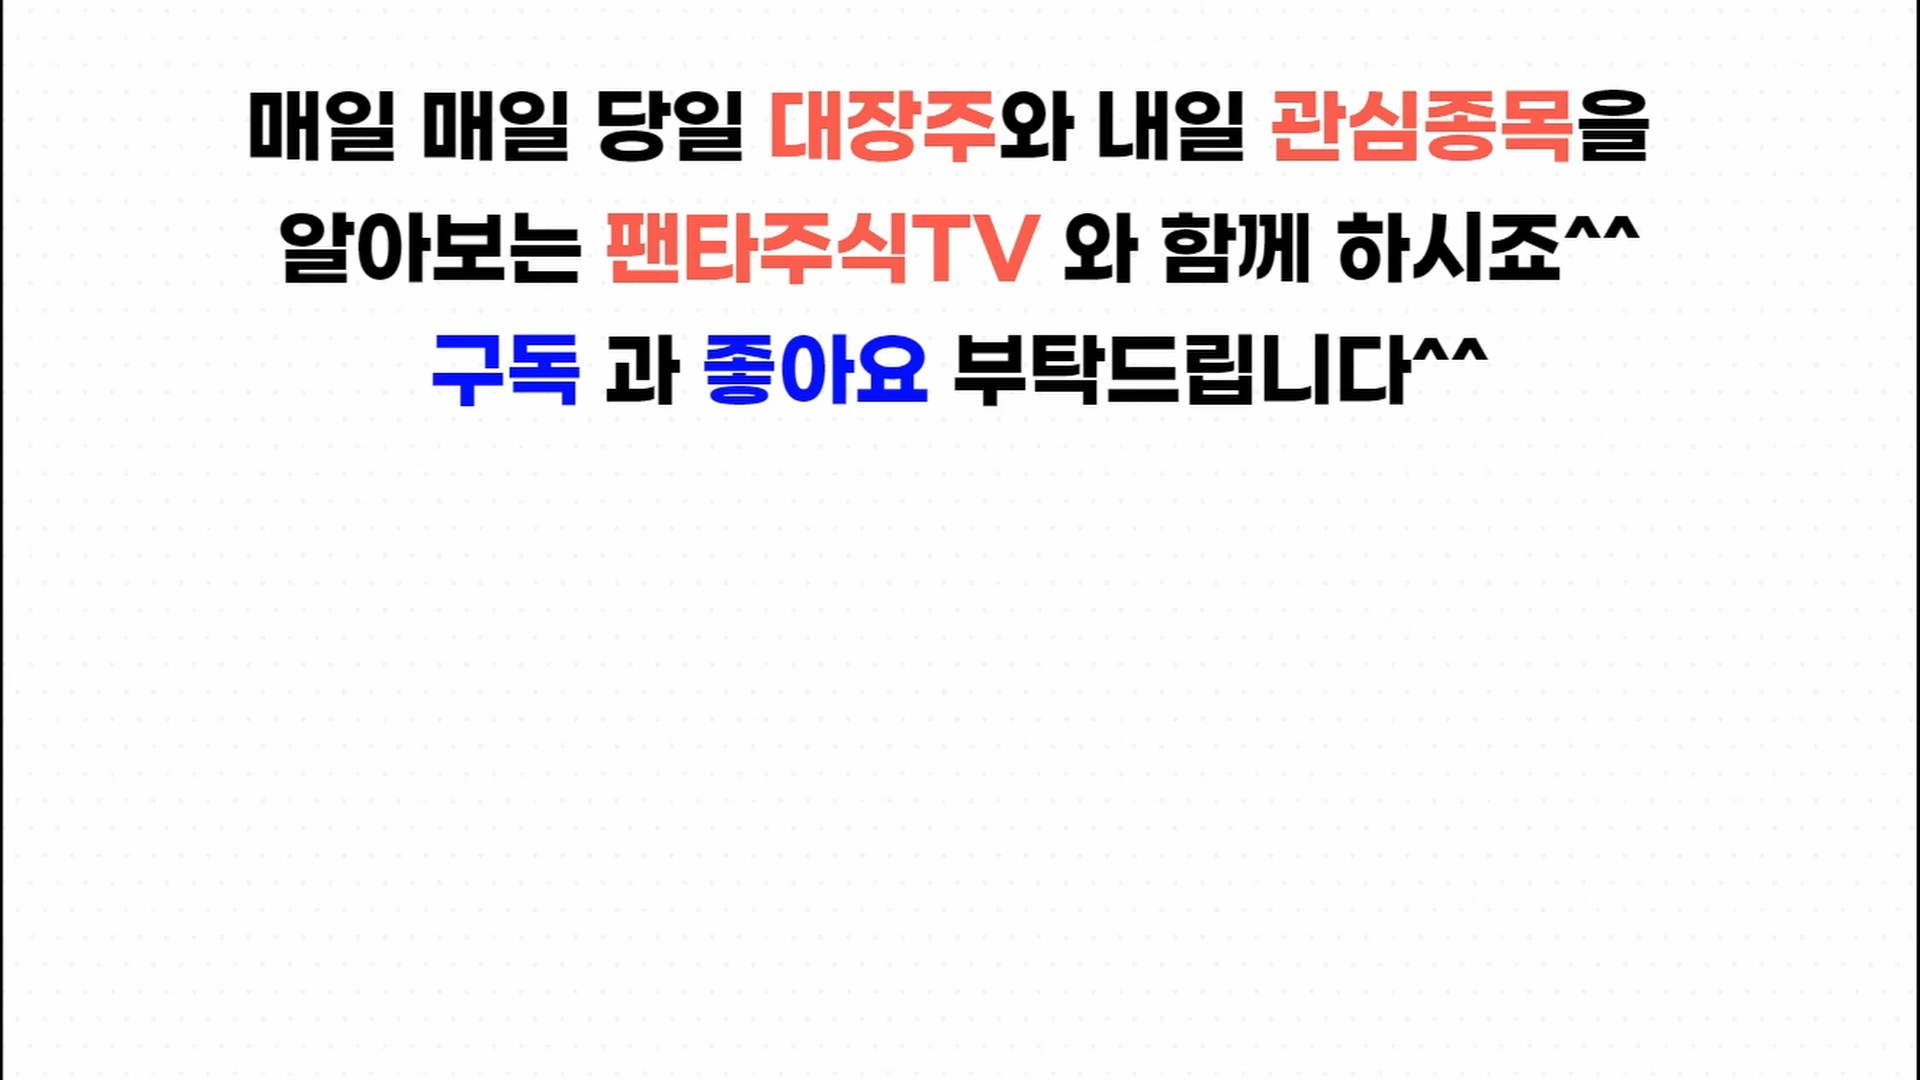 매일 매일 당일 대장주와 내일 관심종목을
알아보는 팬타주식TV 와 함께 하시죠^^
구독 과 좋아요 부탁드립니다^^